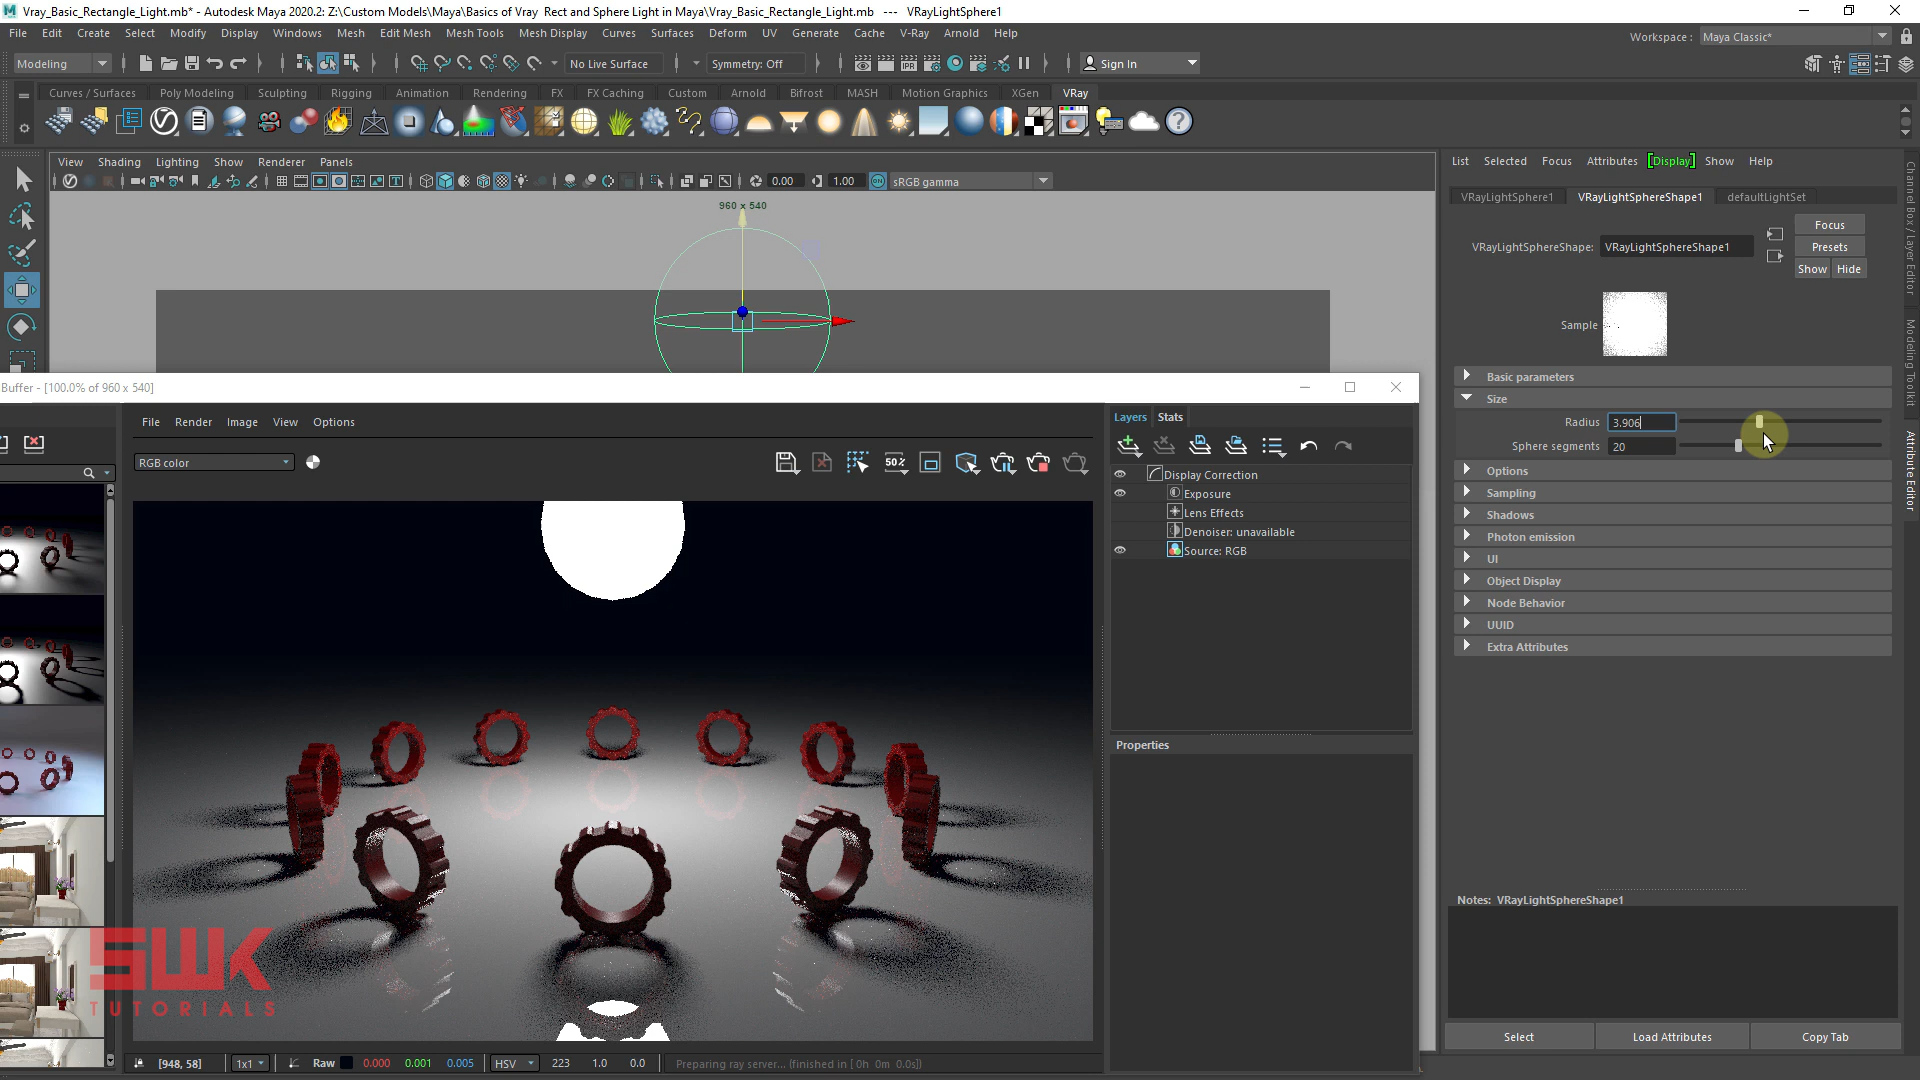 Vray_Basic_Rectangle_Light.mb* - Autodesk Maya 2020.2: Z:\Custom Models\Maya\Basics of Vray Rect and Sphere Light in Maya\Vray_Basic_Rectangle_Light.mb --- VRayLightSphere1
File Edit Create Select Modify Display Windows Mesh Edit Mesh Mesh Tools Mesh Display Curves Surfaces Deform UV Generate Cache V-Ray Arnold Help
Workspace : Maya Classic*
Modeling No Live Surface Symmetry: Off Sign In
Curves / Surfaces Poly Modeling Sculpting Rigging Animation Rendering FX FX Caching Custom Arnold Bifrost MASH Motion Graphics XGen VRay
View Shading Lighting Show Renderer Panels
0.00 1.00 sRGB gamma
960 x 540
List Selected Focus Attributes [Display] Show Help
VRayLightSphere1 VRayLightSphereShape1 defaultLightSet
Focus
VRayLightSphereShape: VRayLightSphereShape1 Presets
Show Hide
Sample
Basic parameters
Size
Radius 3.906
Sphere segments 20
Options
Sampling
Shadows
Photon emission
UI
Object Display
Node Behavior
UUID
Extra Attributes
Notes: VRayLightSphereShape1
Select Load Attributes Copy Tab
Channel Box / Layer Editor
Modeling Toolkit
Attribute Editor
Buffer - [100.0% of 960 x 540]
File Render Image View Options
RGB color
50%
Layers Stats
Display Correction
Exposure
Lens Effects
Denoiser: unavailable
Source: RGB
Properties
SWK
TUTORIALS
[948, 58] 1x1 Raw 0.000 0.001 0.005 HSV 223 1.0 0.0 Preparing ray server... (finished in [ 0h 0m 0.0s])